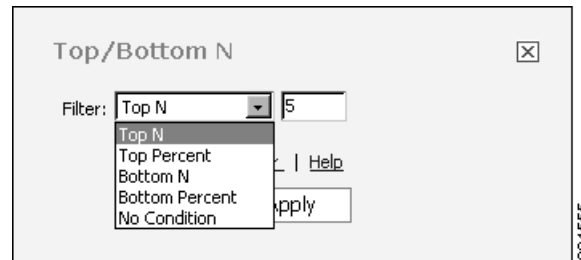 Top/Bottom N
Filter: Top N 5
Top N
Top Percent
Bottom N
Bottom Percent
No Condition
| Help
Apply